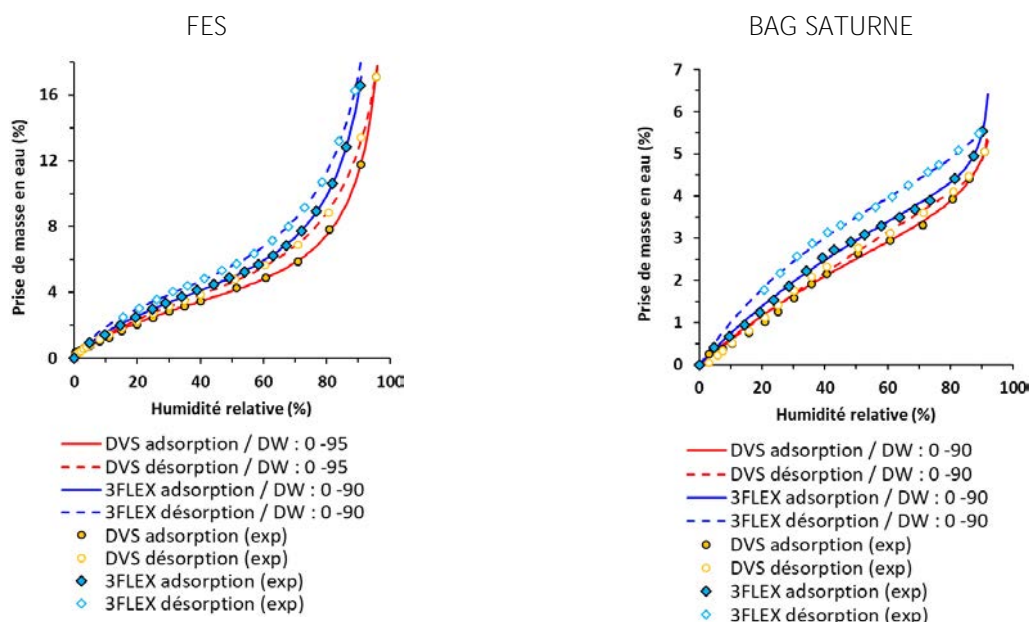 FES
16
12
8
4
0
0 20 40 60 80 100
Prise de masse en eau (%)
Humidité relative (%)
DVS adsorption / DW : 0 -95
DVS désorption / DW : 0 -95
3FLEX adsorption / DW : 0 -90
3FLEX désorption / DW : 0 -90
DVS adsorption (exp)
DVS désorption (exp)
3FLEX adsorption (exp)
3FLEX désorption (exp)
BAG SATURNE
7
6
5
4
3
2
1
0
0 20 40 60 80 100
Prise de masse en eau (%)
Humidité relative (%)
DVS adsorption / DW : 0 -90
DVS désorption / DW : 0 -90
3FLEX adsorption / DW : 0 -90
3FLEX désorption / DW : 0 -90
DVS adsorption (exp)
DVS désorption (exp)
3FLEX adsorption (exp)
3FLEX désorption (exp)